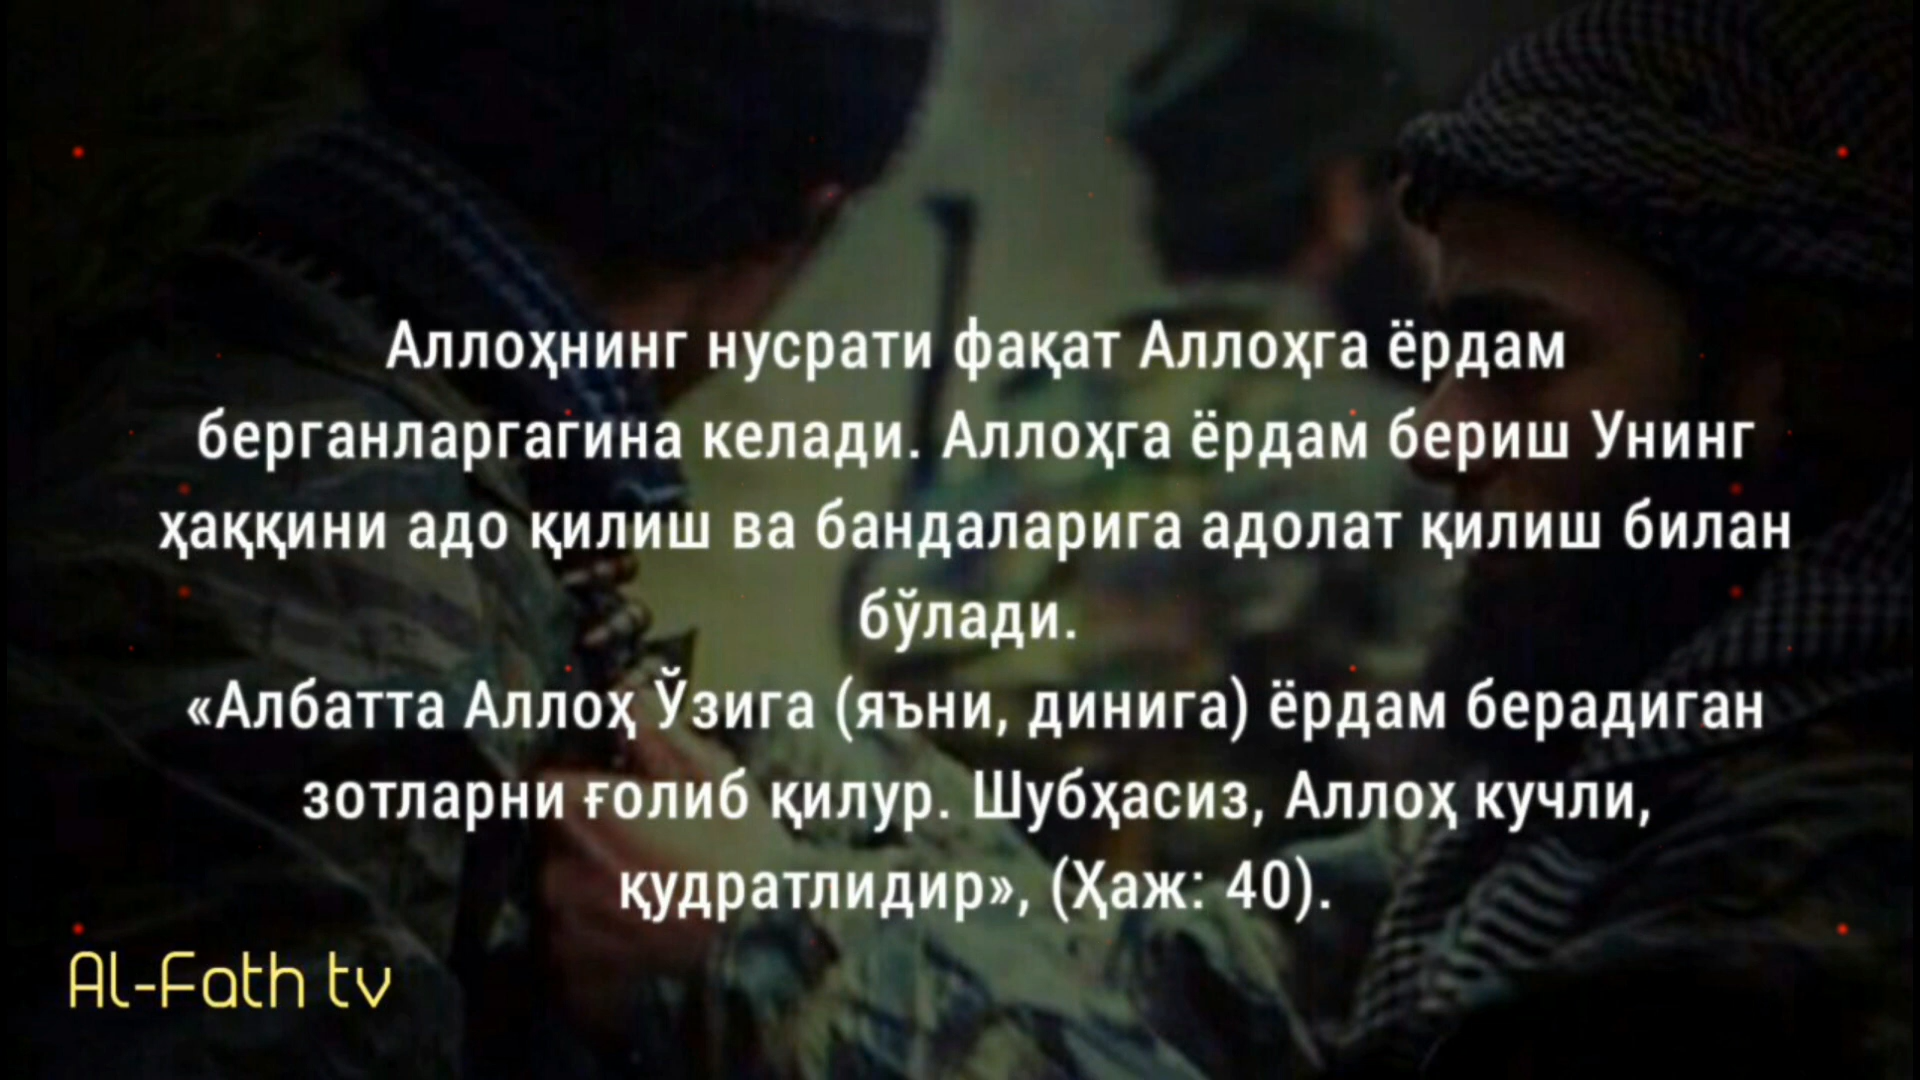 Аллоҳнинг нусрати фақат Аллоҳга ёрдам
берганларгагина келади. Аллоҳга ёрдам бериш Унинг
ҳаққини адо қилиш ва бандаларига адолат қилиш билан
бўлади.
«Албатта Аллоҳ Ўзига (яъни, динига) ёрдам берадиган
зотларни ғолиб қилур. Шубҳасиз, Аллоҳ кучли,
қудратлидир», (Ҳаж: 40).
Al-Fath tv